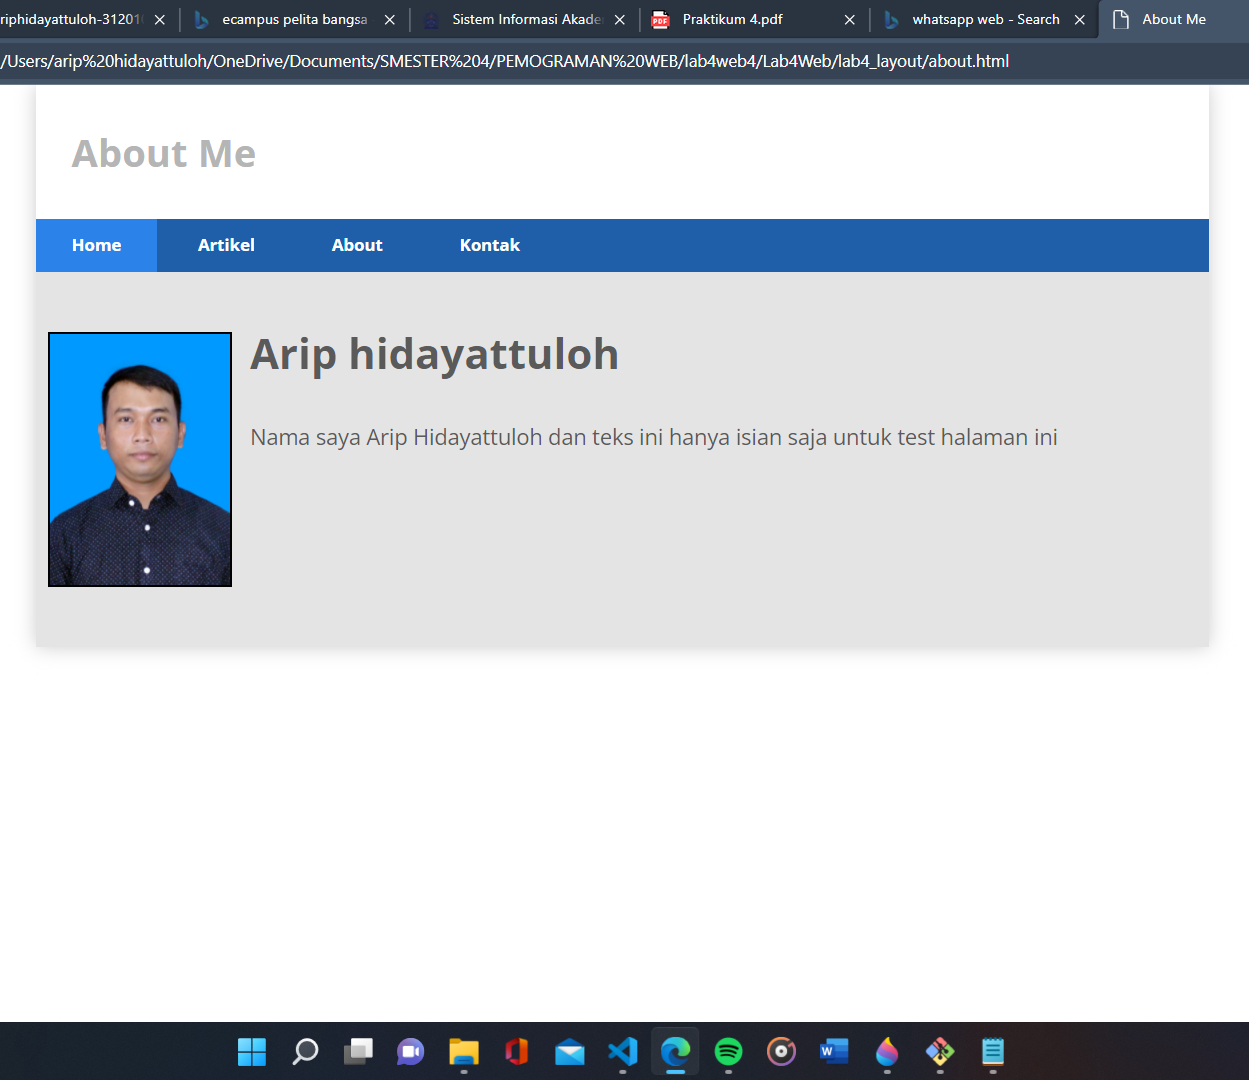 riphidayattuloh-31201
ecampus pelita bangsa
Sistem Informasi Akade
Praktikum 4.pdf
whatsapp web - Search
About Me
/Users/arip%20hidayattuloh/OneDrive/Documents/SMESTER%204/PEMOGRAMAN%20WEB/lab4web4/Lab4Web/lab4_layout/about.html
About Me
Home
Artikel
About
Kontak
Arip hidayattuloh
Nama saya Arip Hidayattuloh dan teks ini hanya isian saja untuk test halaman ini